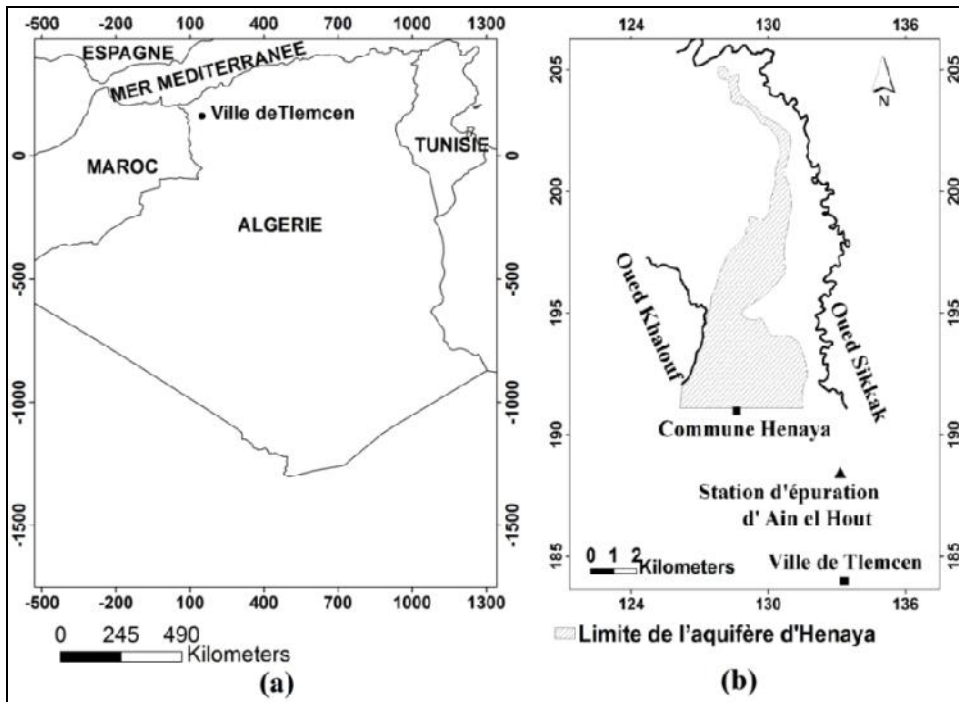 -500 -200 100 400 700 1000 1300
ESPAGNE
MER MEDITERRANEE
Ville deTlemcen
TUNISIE
0
0
MAROC
ALGERIE
-500
-500
-1000
-1000
-1500
-1500
-500 -200 100 400 700 1000 1300
0 245 490
Kilometers
(a)
124 130 136
205
205
N
200
200
Oued Khalouf
195
195
Oued Sikkak
Commune Henaya
190
190
Station d'épuration
d' Ain el Hout
185
185
0 1 2
Kilometers
Ville de Tlemcen
124 130 136
Limite de l'aquifère d'Henaya
(b)